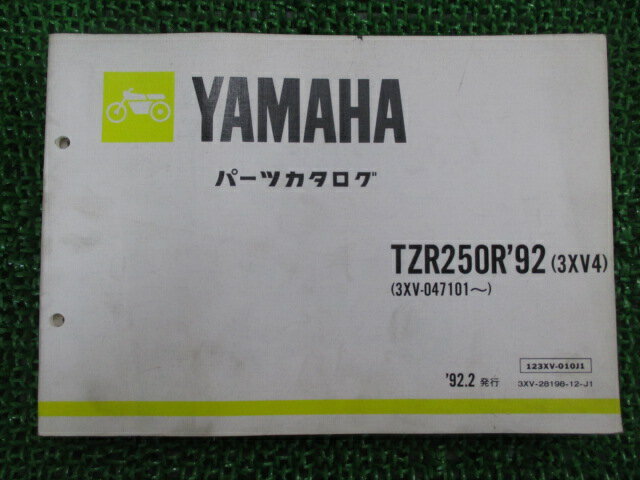 YAMAHA
パーツカタログ
TZR250R'92 (3XV4)
(3XV-047101～)
123XV-010J1
'92.2 発行
3XV-28198-12-J1